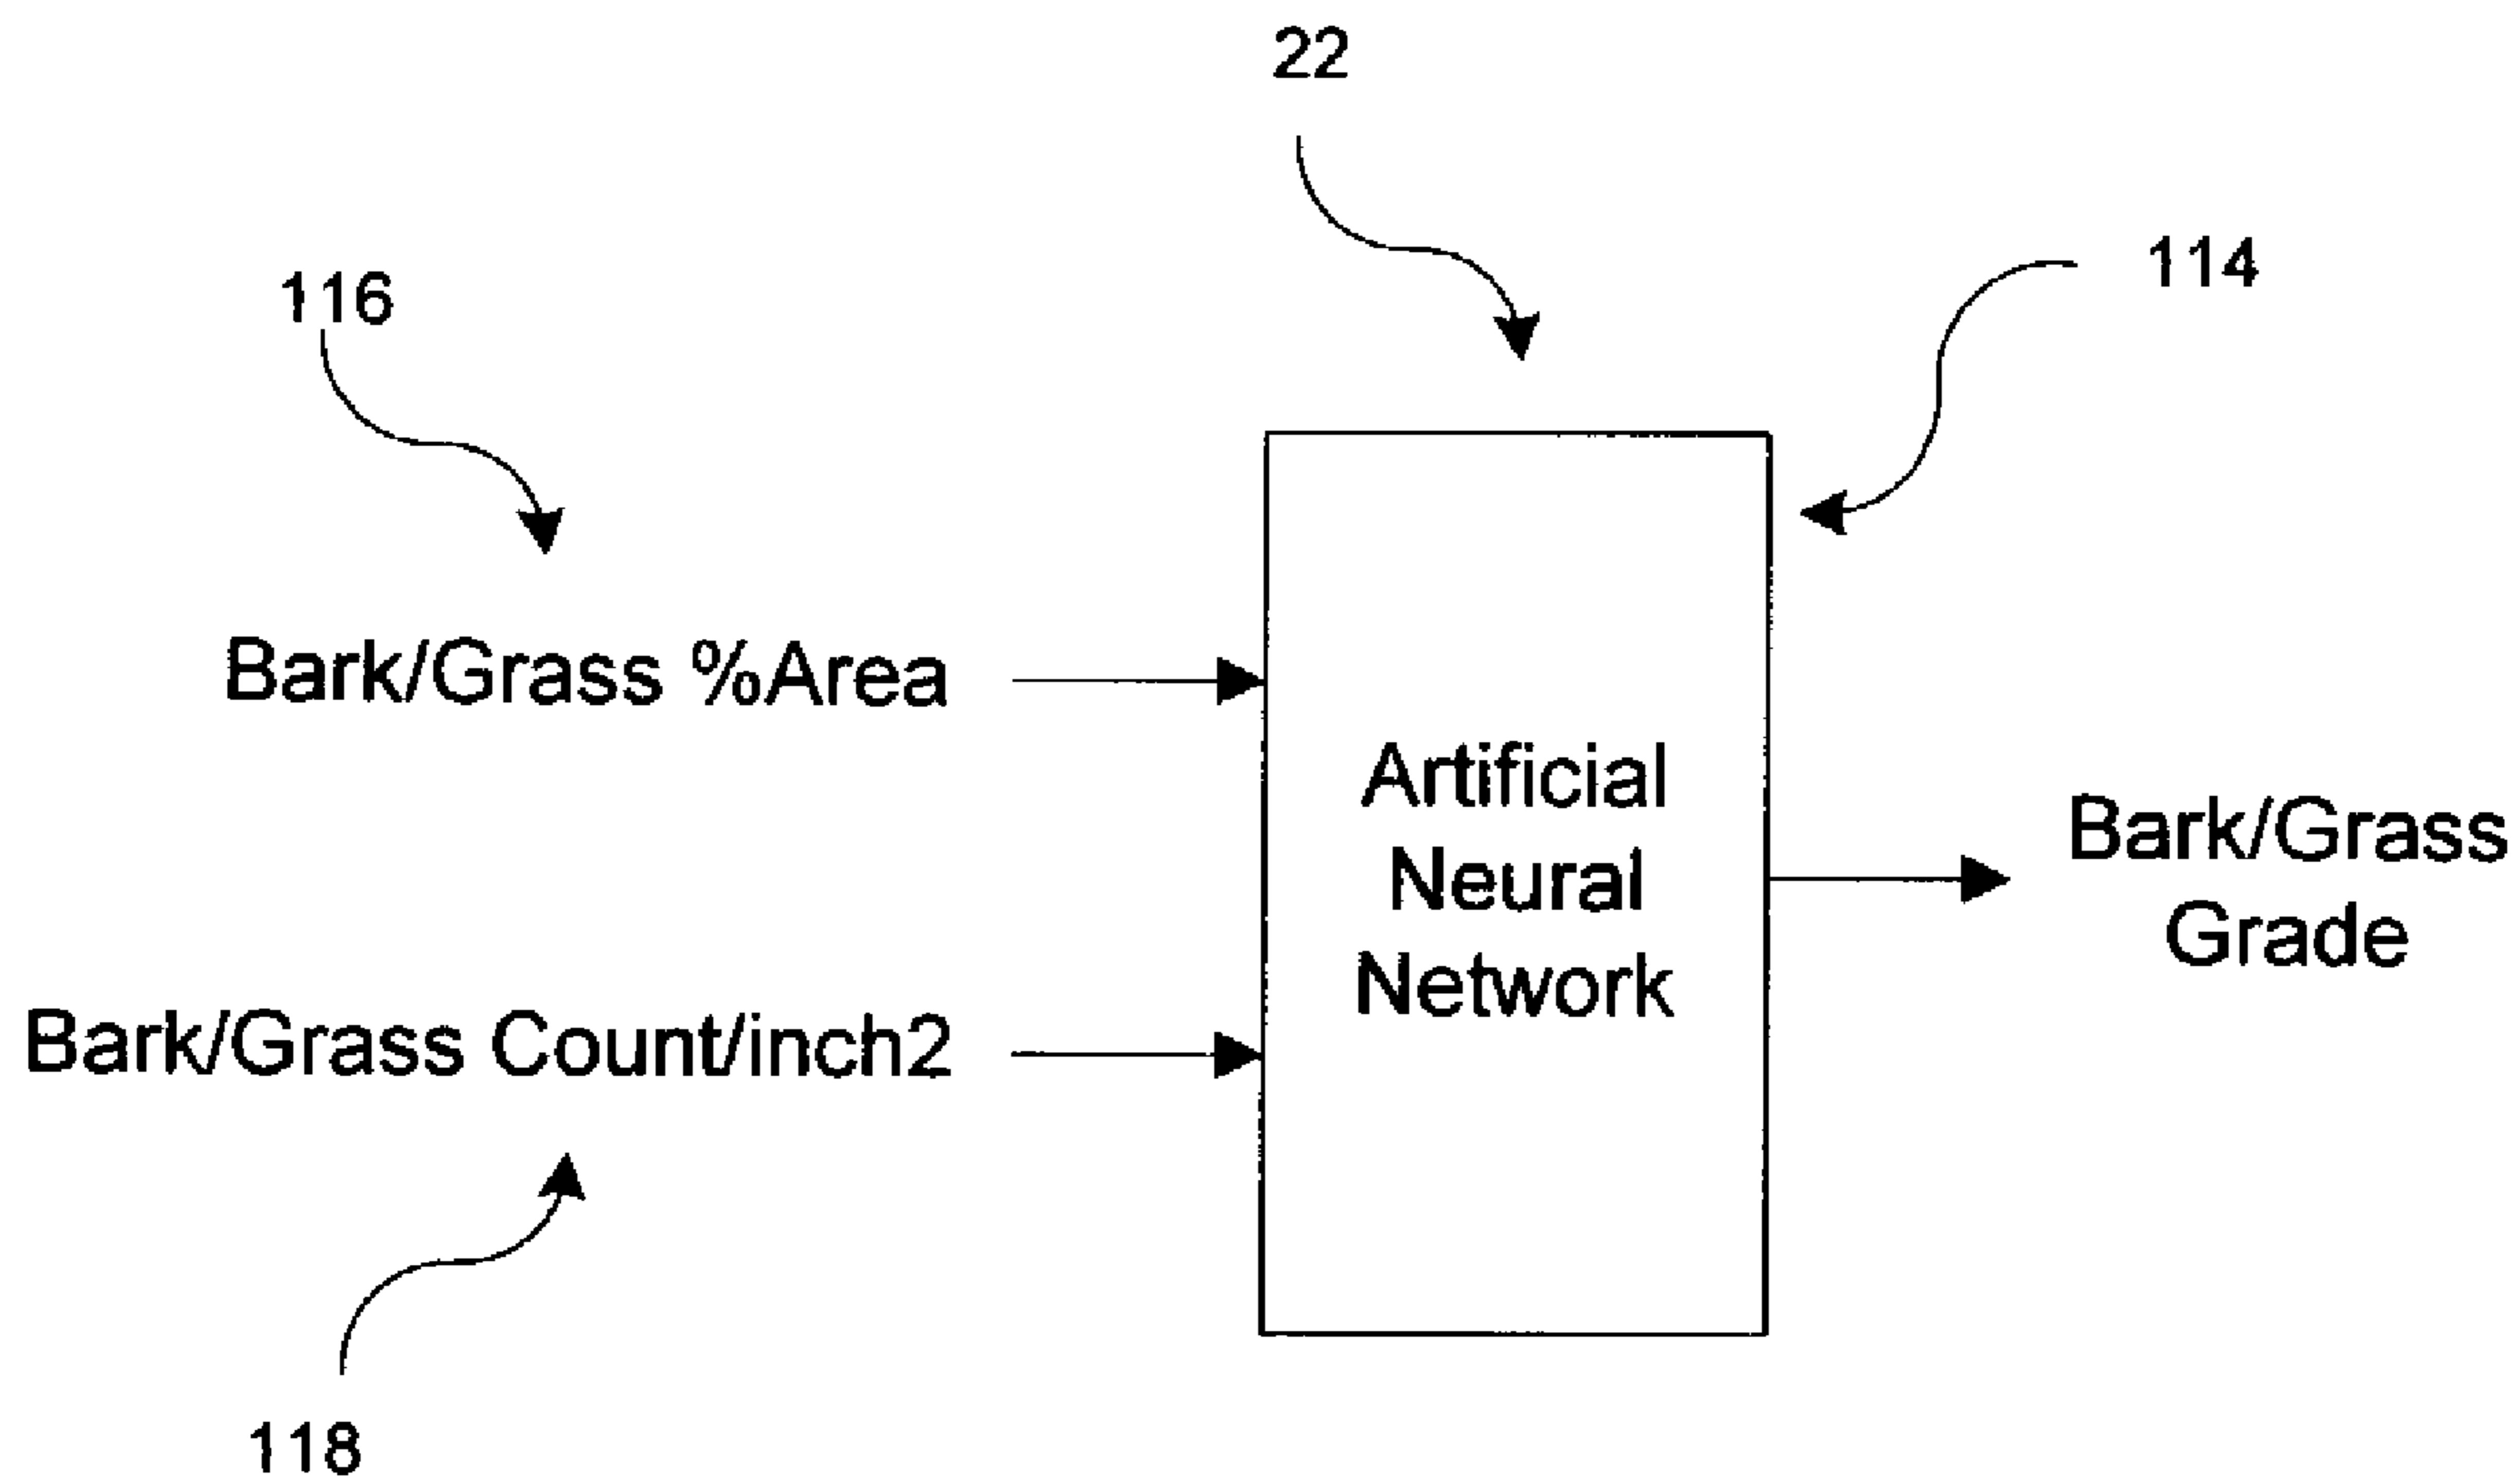 22
114
116
Bark/Grass %Area
Artificial
Neural
Network
Bark/Grass
Grade
Bark/Grass Count/inch2
118